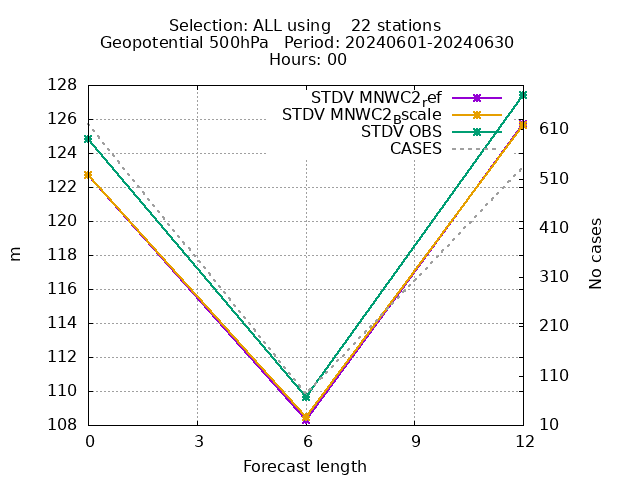 Selection: ALL using    22 stations
Geopotential 500hPa   Period: 20240601-20240630
Hours: 00
STDV MNWC2_ref
STDV MNWC2_Bscale
STDV OBS
CASES
128
126
124
122
120
118
116
114
112
110
108
m
610
510
410
310
210
110
10
No cases
0
3
6
9
12
Forecast length